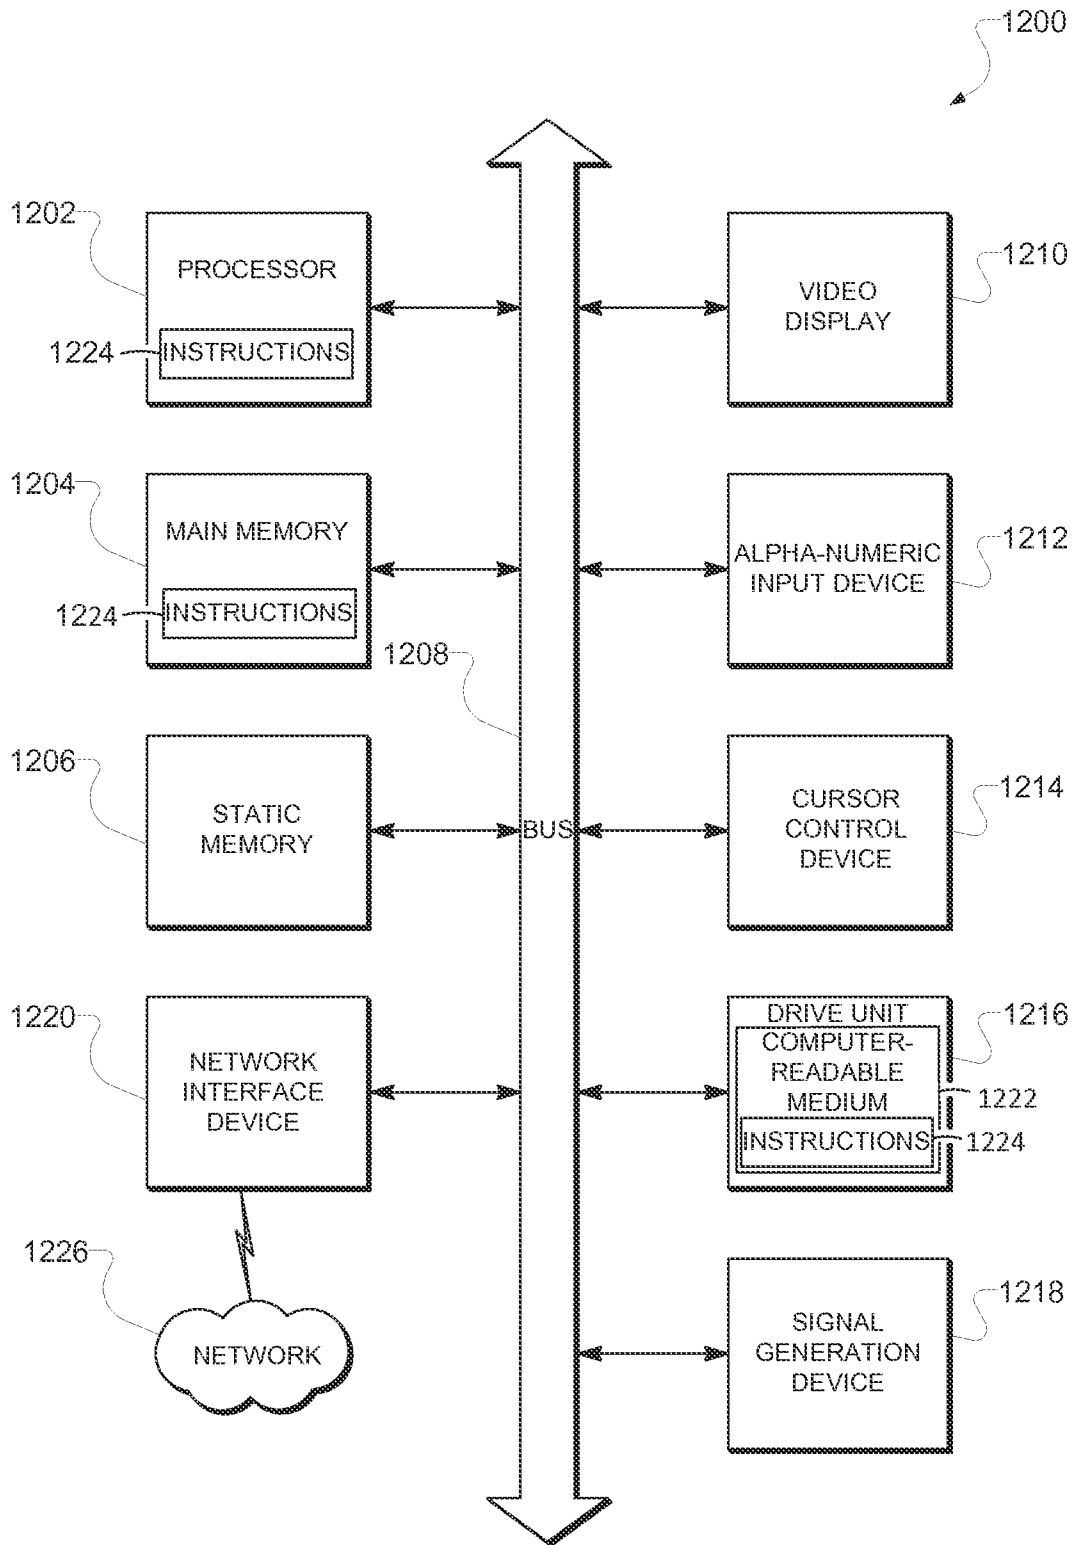 1200
1202
PROCESSOR
1224
INSTRUCTIONS
1210
VIDEO
DISPLAY
1204
MAIN MEMORY
1224
INSTRUCTIONS
1212
ALPHA-NUMERIC
INPUT DEVICE
1208
BUS
1206
STATIC
MEMORY
1214
CURSOR
CONTROL
DEVICE
1220
NETWORK
INTERFACE
DEVICE
1216
DRIVE UNIT
COMPUTER-
READABLE
MEDIUM
1222
INSTRUCTIONS
1224
1226
NETWORK
1218
SIGNAL
GENERATION
DEVICE